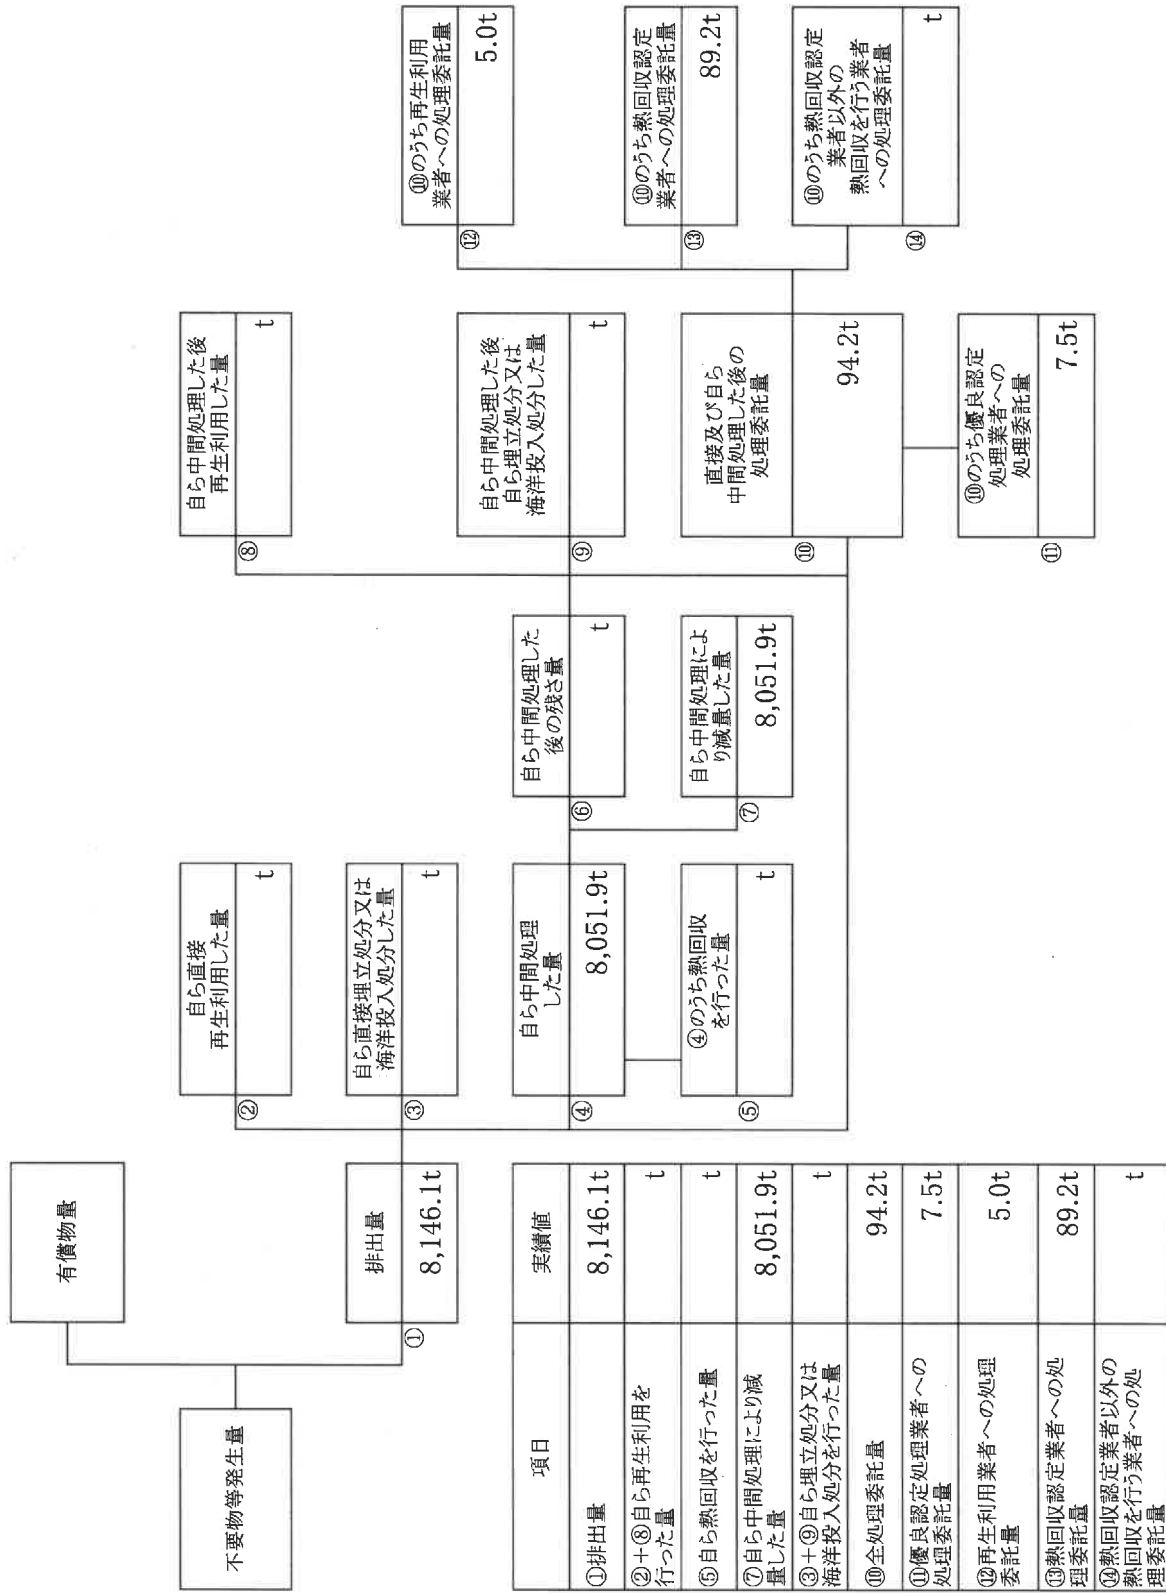 不要物等発生量
有償物量
排出量
①
8,146.1t
自ら直接
再生利用した量
②
t
自ら直接埋立処分又は
海洋投入処分した量
③
t
自ら中間処理
した量
④
8,051.9t
④のうち熱回収
を行った量
⑤
t
自ら中間処理した
後の残さ量
⑥
t
自ら中間処理によ
り減量した量
⑦
8,051.9t
自ら中間処理した後
再生利用した量
⑧
t
自ら中間処理した後
自ら埋立処分又は
海洋投入処分した量
⑨
t
直接及び自ら
中間処理した後の
処理委託量
⑩
94.2t
⑩のうち優良認定
処理業者への
処理委託量
⑪
7.5t
⑩のうち再生利用
業者への処理委託量
⑫
5.0t
⑩のうち熱回収認定
業者への処理委託量
⑬
89.2t
⑩のうち熱回収認定
業者以外の
熱回収を行う業者
への処理委託量
⑭
t
項目 実績値
①排出量 8,146.1t
②+⑧自ら再生利用を
行った量 t
⑤自ら熱回収を行った量 t
⑦自ら中間処理により減
量した量 8,051.9t
③+⑨自ら埋立処分又は
海洋投入処分を行った量 t
⑩全処理委託量 94.2t
⑪優良認定処理業者への
処理委託量 7.5t
⑫再生利用業者への処理
委託量 5.0t
⑬熱回収認定業者への処
理委託量 89.2t
⑭熱回収認定業者以外の
熱回収を行う業者への処
理委託量 t